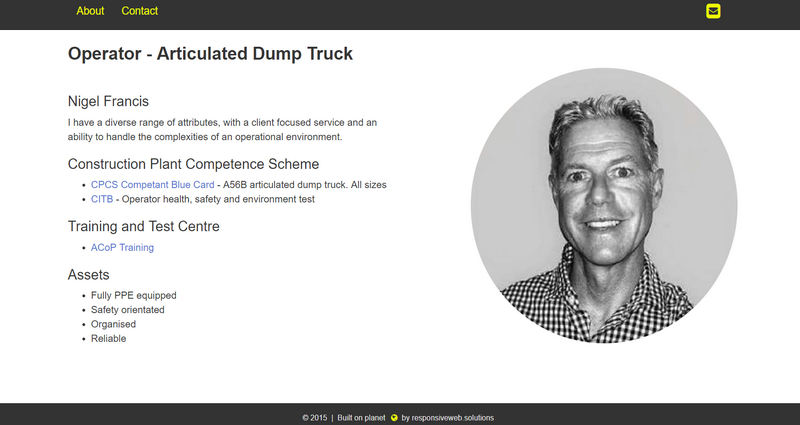 About Contact
Operator - Articulated Dump Truck
Nigel Francis
I have a diverse range of attributes, with a client focused service and an
ability to handle the complexities of an operational environment.
Construction Plant Competence Scheme
CPCS Competant Blue Card - A56B articulated dump truck. All sizes
CITB - Operator health, safety and environment test
Training and Test Centre
ACoP Training
Assets
Fully PPE equipped
Safety orientated
Organised
Reliable
© 2015 | Built on planet by responsiveweb.solutions